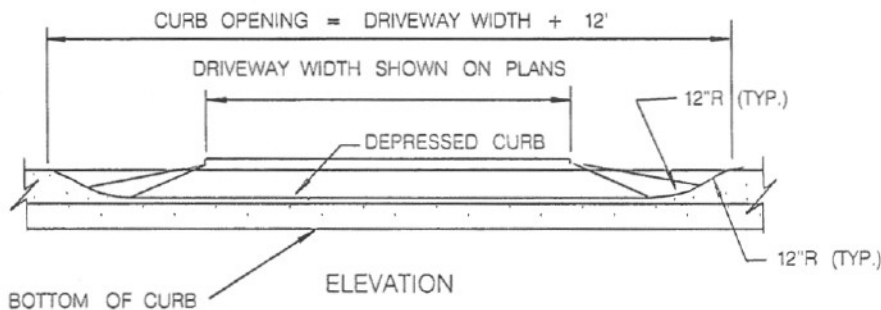 CURB OPENING = DRIVEWAY WIDTH + 12'
DRIVEWAY WIDTH SHOWN ON PLANS
12"R (TYP.)
DEPRESSED CURB
12"R (TYP.)
ELEVATION
BOTTOM OF CURB